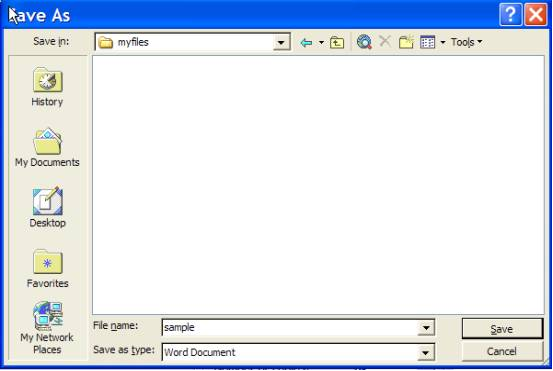 Save As
Save in:
myfiles
Tools
History
My Documents
Desktop
Favorites
My Network
Places
File name:
sample
Save
Save as type:
Word Document
Cancel